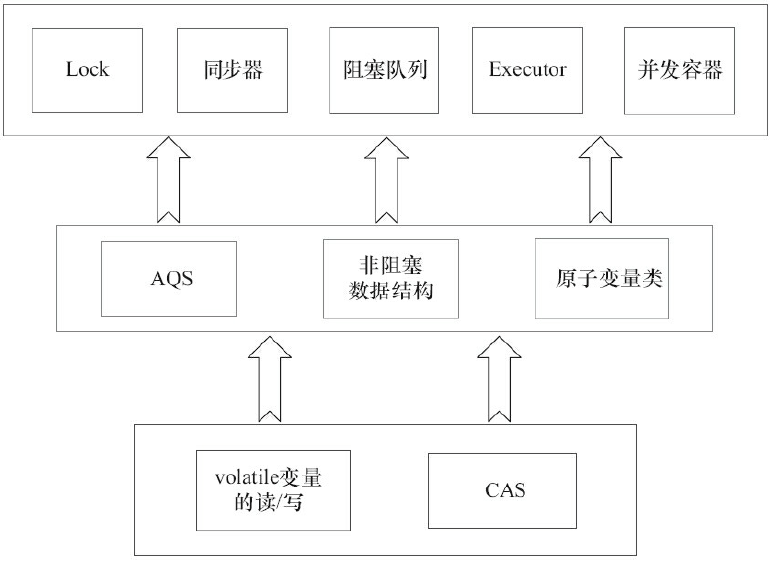 Lock
同步器
阻塞队列
Executor
并发容器
AQS
非阻塞
数据结构
原子变量类
volatile变量
的读/写
CAS